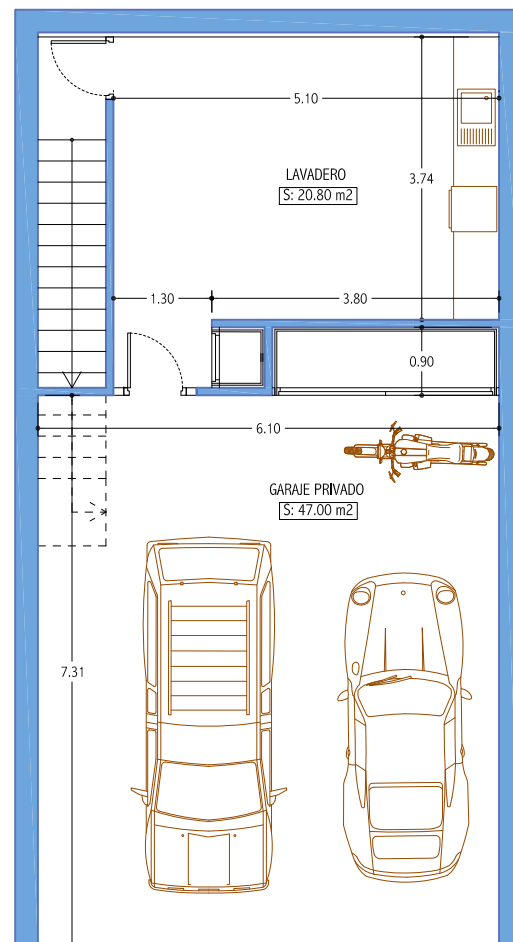 5.10
LAVADERO
S: 20.80 m2
3.74
1.30
3.80
0.90
6.10
GARAJE PRIVADO
S: 47.00 m2
7.31